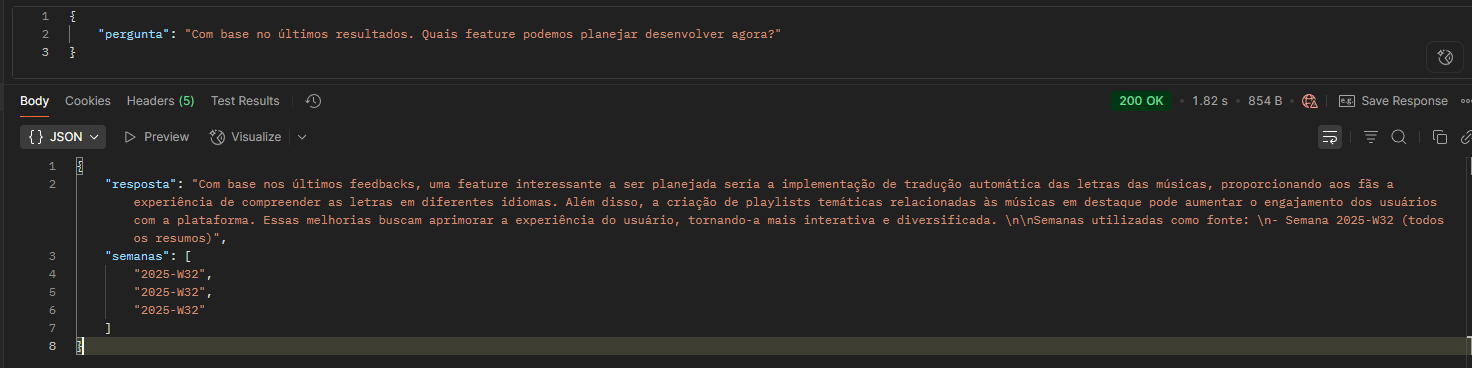 1 {
2 "pergunta": "Com base no últimos resultados. Quais feature podemos planejar desenvolver agora?"
3 }
Body Cookies Headers (5) Test Results 200 OK • 1.82 s • 854 B • e.g. Save Response
{} JSON Preview Visualize
1 {
2 "resposta": "Com base nos últimos feedbacks, uma feature interessante a ser planejada seria a implementação de tradução automática das letras das músicas, proporcionando aos fãs a
experiência de compreender as letras em diferentes idiomas. Além disso, a criação de playlists temáticas relacionadas às músicas em destaque pode aumentar o engajamento dos usuários
com a plataforma. Essas melhorias buscam aprimorar a experiência do usuário, tornando-a mais interativa e diversificada. \n\nSemanas utilizadas como fonte: \n- Semana 2025-W32 (todos
os resumos)",
3 "semanas": [
4 "2025-W32",
5 "2025-W32",
6 "2025-W32"
7 ]
8 }